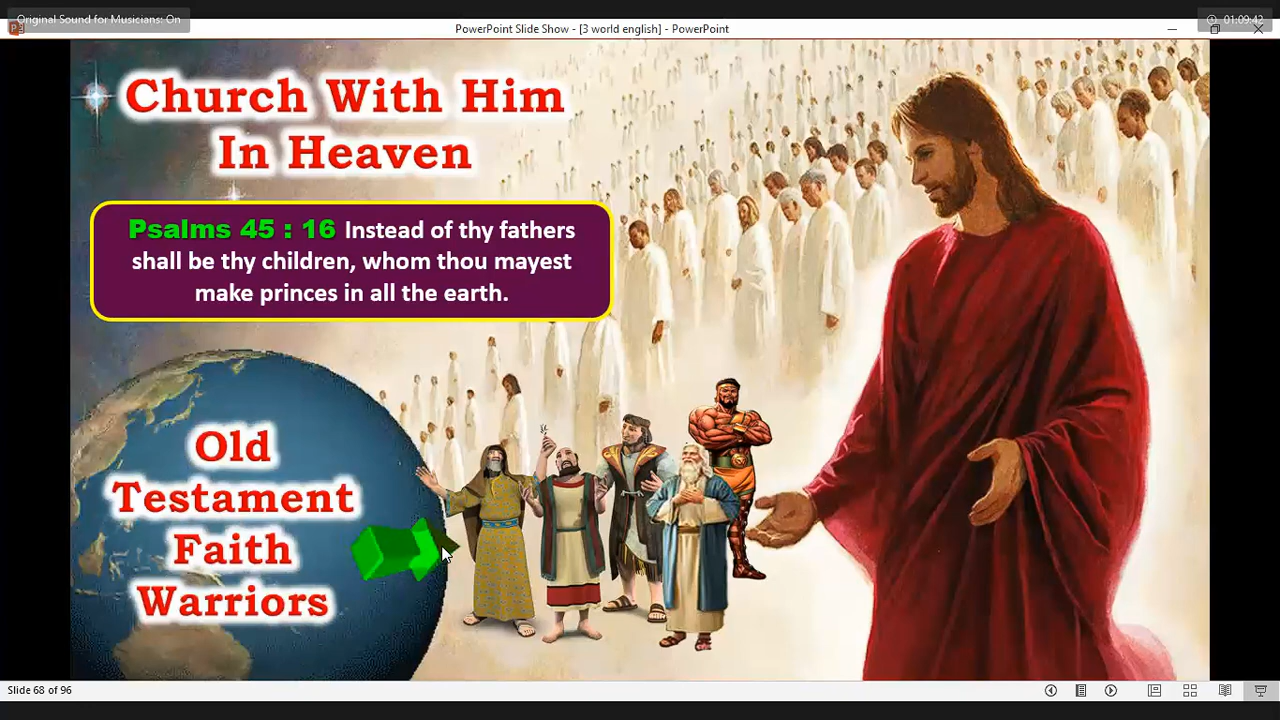 Original Sound for Musicians: On
01:09:42
PowerPoint Slide Show - [3 world english] - PowerPoint
Church With Him
In Heaven
Psalms 45 : 16 Instead of thy fathers
shall be thy children, whom thou mayest
make princes in all the earth.
Old
Testament
Faith
Warriors
Slide 68 of 96